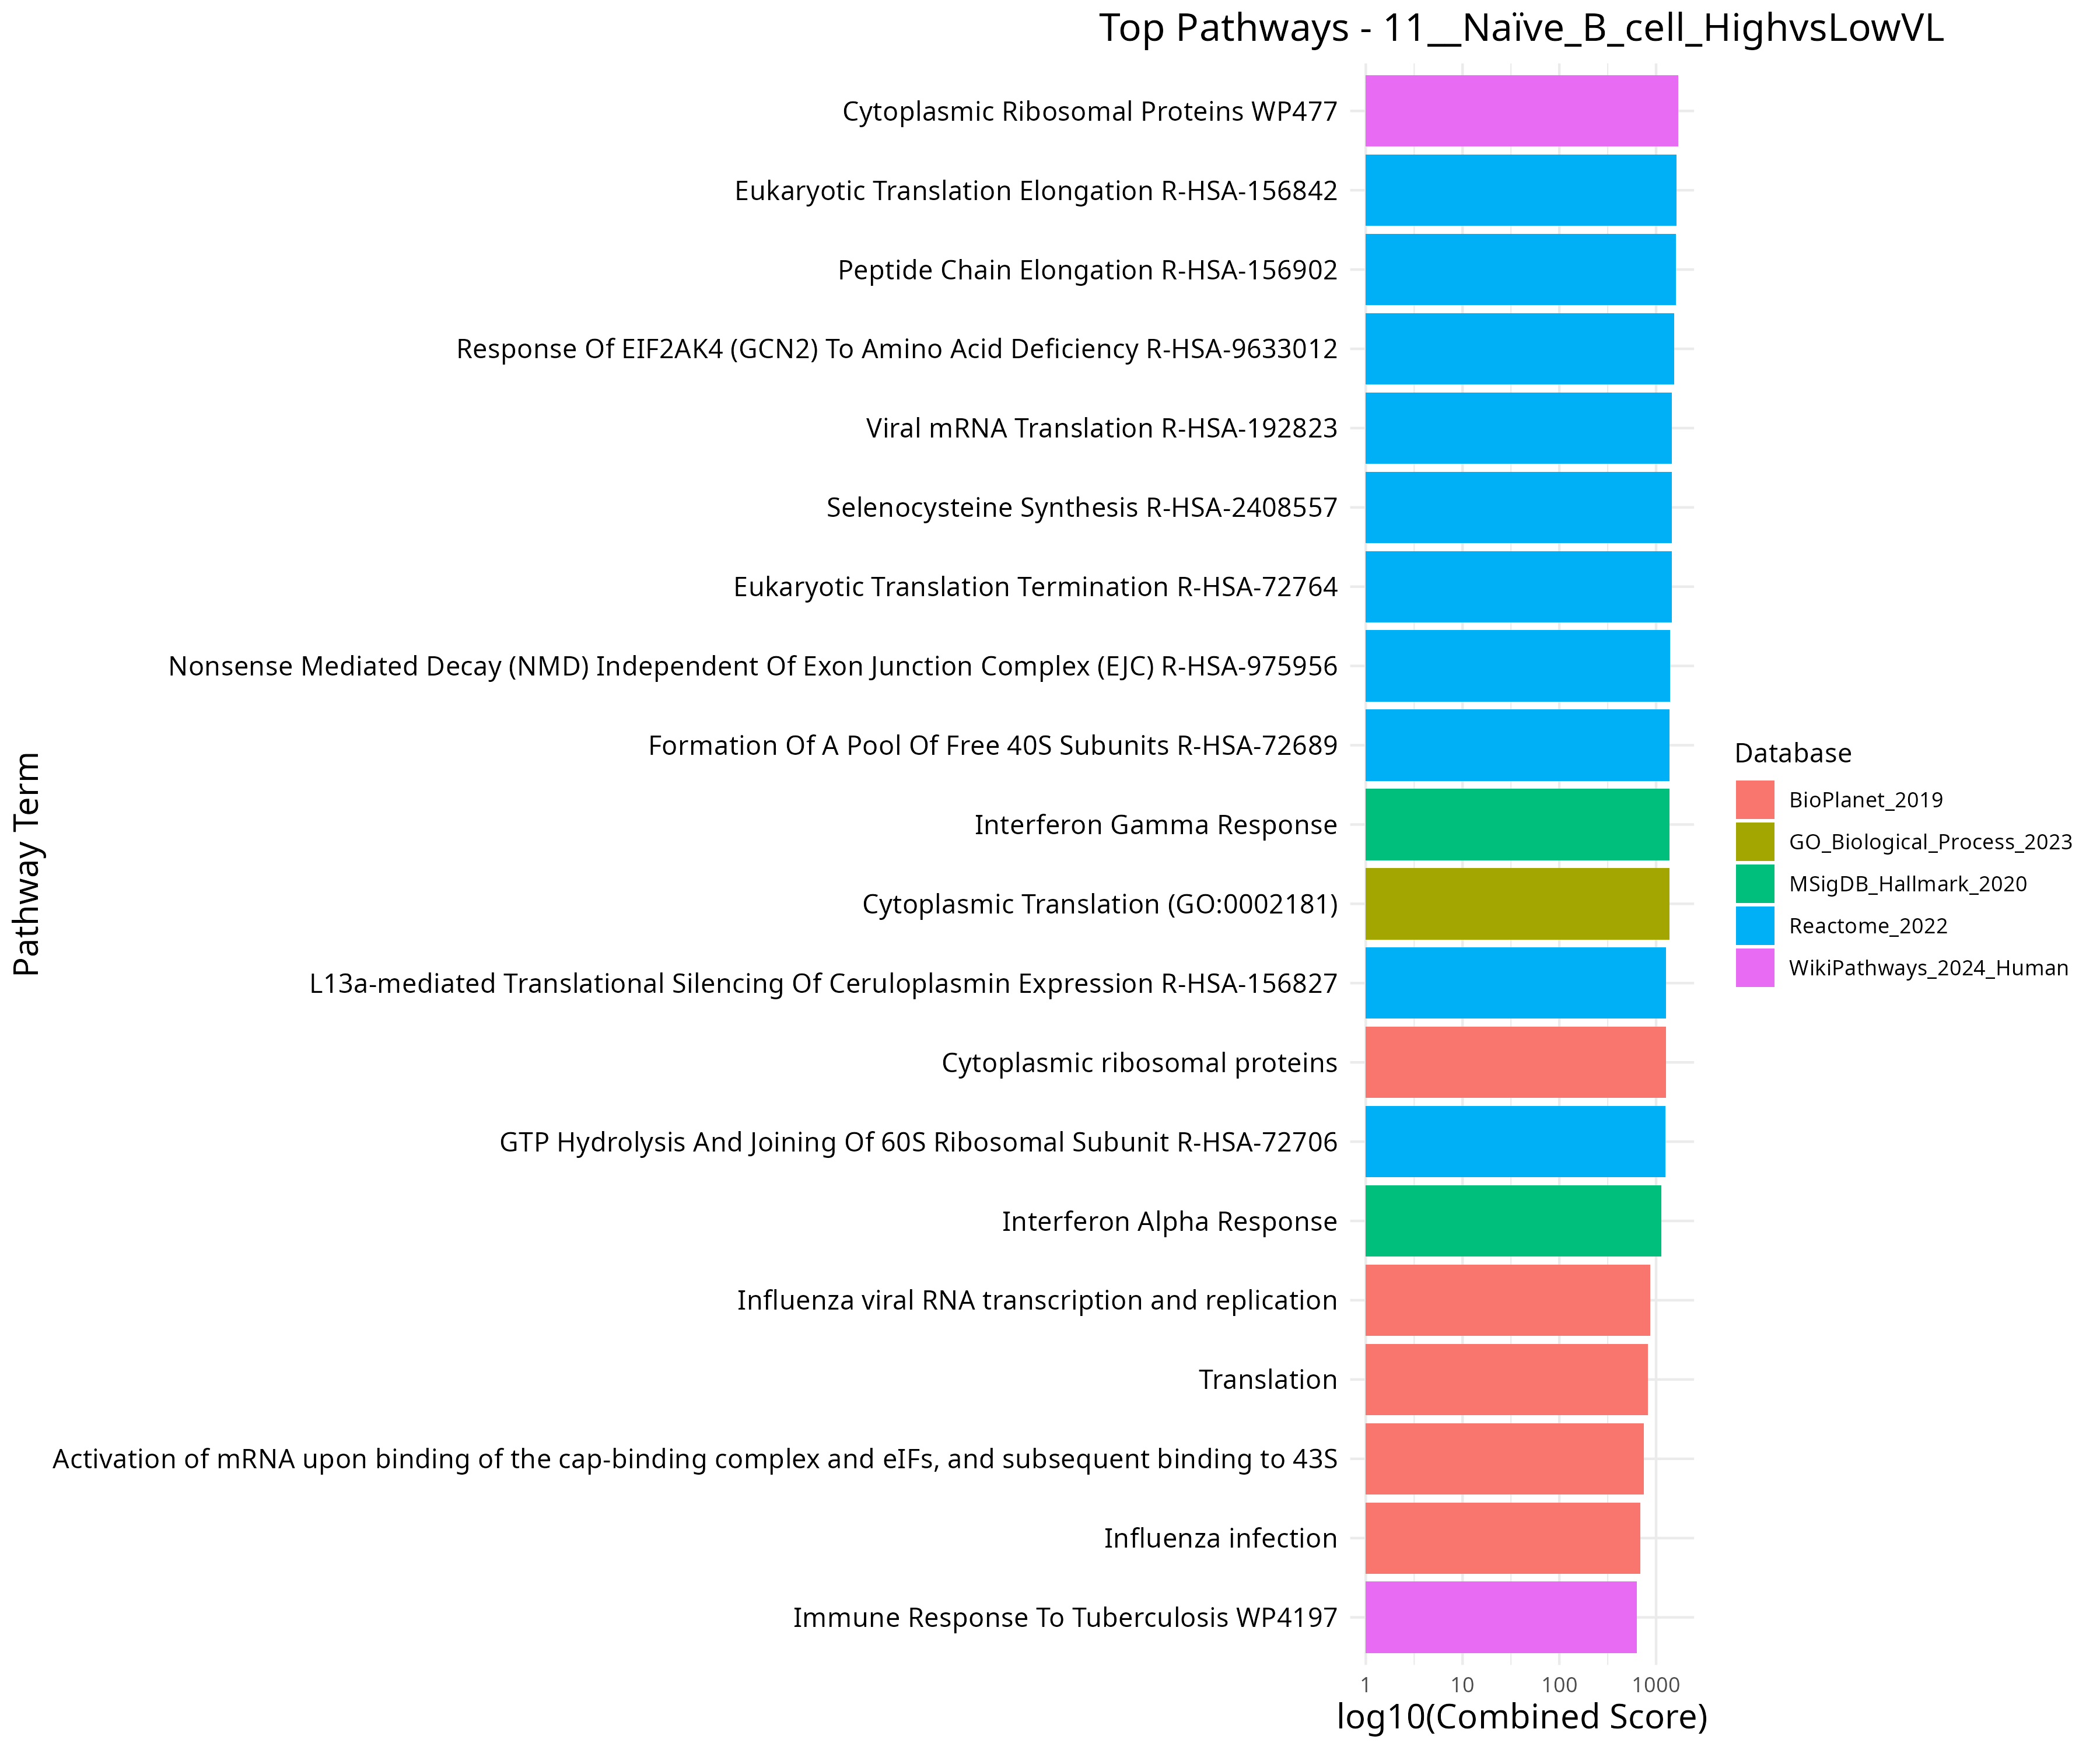 Top Pathways - 11__Naïve_B_cell_HighvsLowVL
Pathway Term
Cytoplasmic Ribosomal Proteins WP477
Eukaryotic Translation Elongation R-HSA-156842
Peptide Chain Elongation R-HSA-156902
Response Of EIF2AK4 (GCN2) To Amino Acid Deficiency R-HSA-9633012
Viral mRNA Translation R-HSA-192823
Selenocysteine Synthesis R-HSA-2408557
Eukaryotic Translation Termination R-HSA-72764
Nonsense Mediated Decay (NMD) Independent Of Exon Junction Complex (EJC) R-HSA-975956
Formation Of A Pool Of Free 40S Subunits R-HSA-72689
Interferon Gamma Response
Cytoplasmic Translation (GO:0002181)
L13a-mediated Translational Silencing Of Ceruloplasmin Expression R-HSA-156827
Cytoplasmic ribosomal proteins
GTP Hydrolysis And Joining Of 60S Ribosomal Subunit R-HSA-72706
Interferon Alpha Response
Influenza viral RNA transcription and replication
Translation
Activation of mRNA upon binding of the cap-binding complex and eIFs, and subsequent binding to 43S
Influenza infection
Immune Response To Tuberculosis WP4197
1 10 100 1000
log10(Combined Score)
Database
BioPlanet_2019
GO_Biological_Process_2023
MSigDB_Hallmark_2020
Reactome_2022
WikiPathways_2024_Human